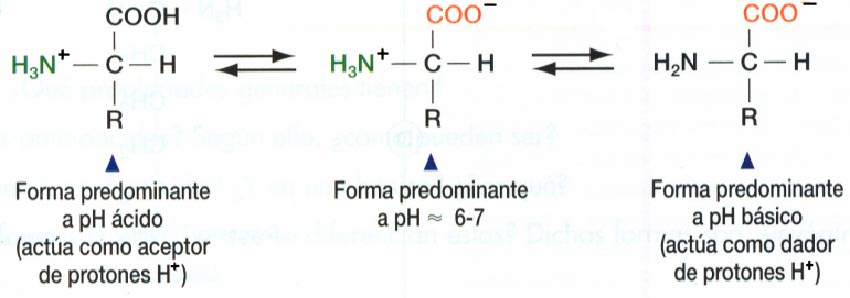 COOH
H₃N⁺ — C — H
R
Forma predominante
a pH ácido
(actúa como aceptor
de protones H⁺)
COO⁻
H₃N⁺ — C — H
R
Forma predominante
a pH ≈ 6-7
COO⁻
H₂N — C — H
R
Forma predominante
a pH básico
(actúa como dador
de protones H⁺)